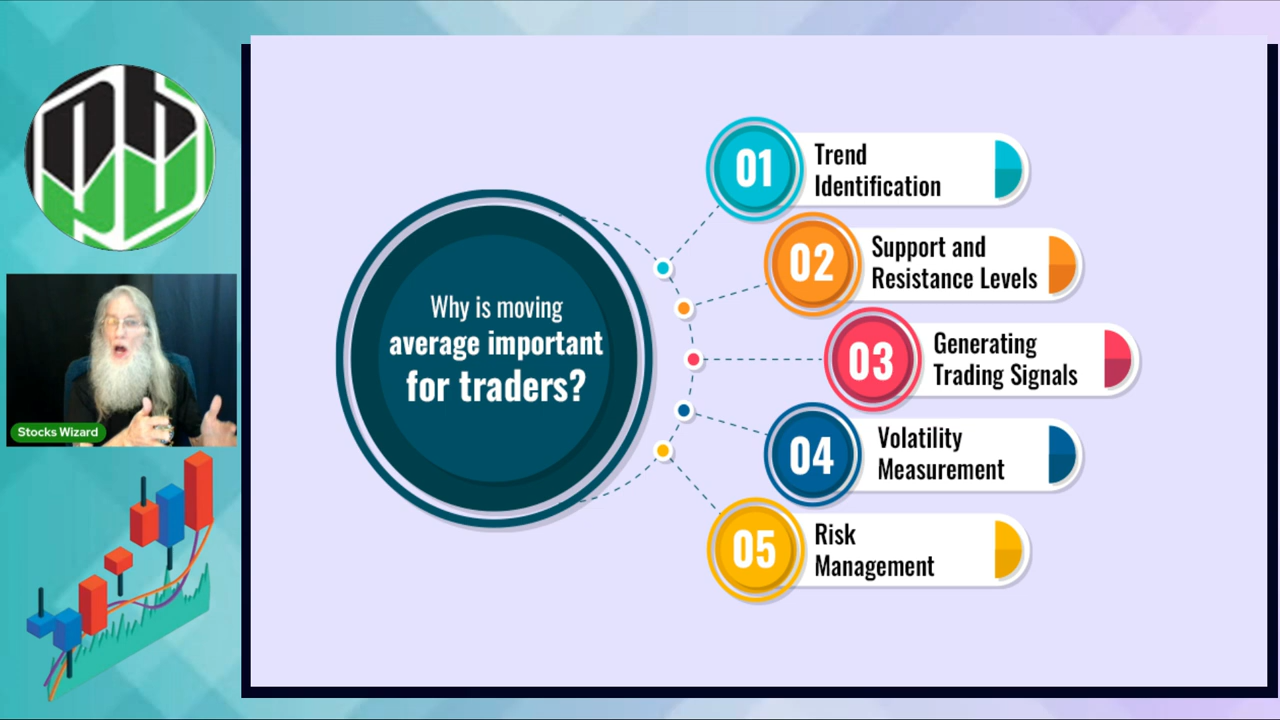 Why is moving
average important
for traders?
01
Trend
Identification
02
Support and
Resistance Levels
03
Generating
Trading Signals
04
Volatility
Measurement
05
Risk
Management
Stocks Wizard